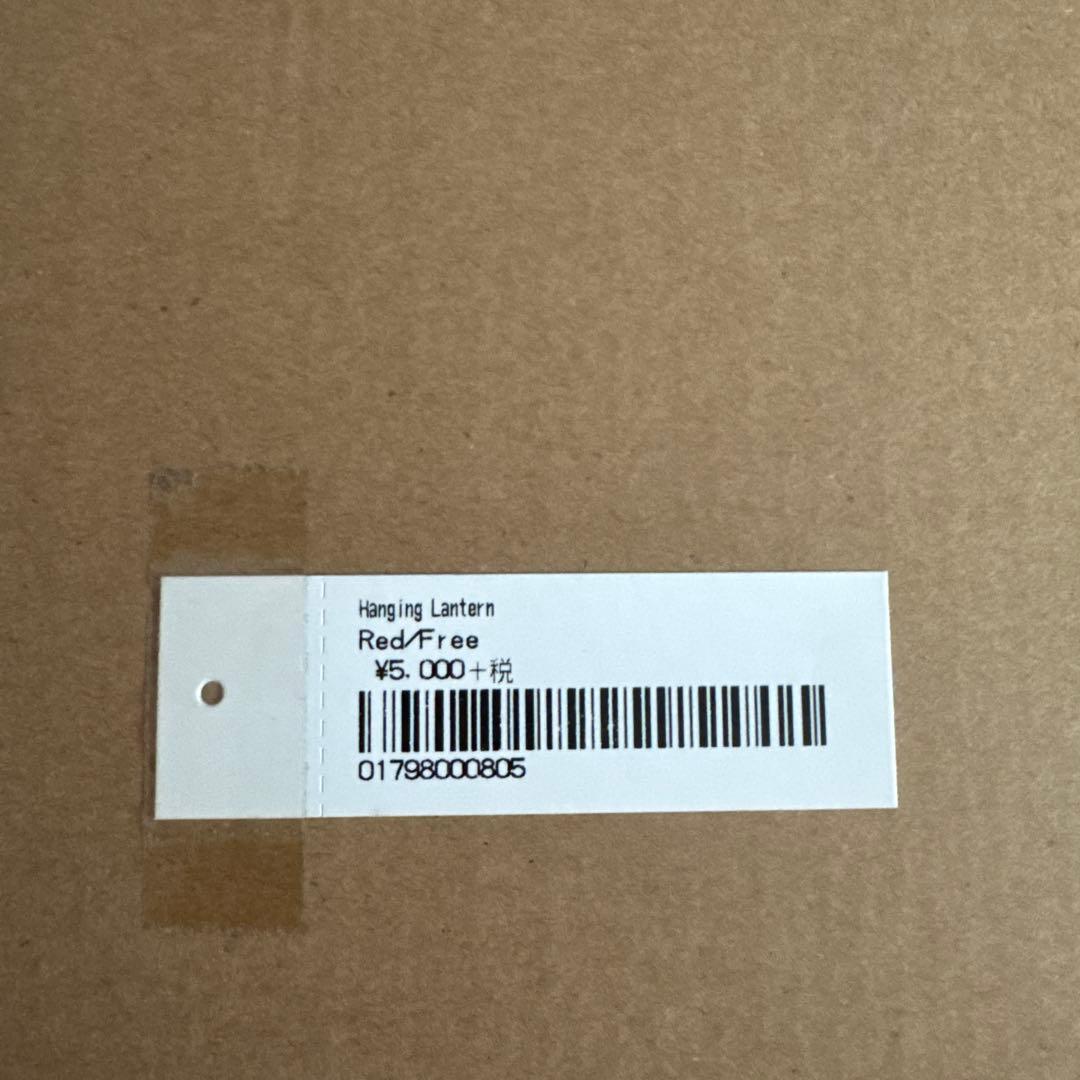 Hanging Lantern
Red/Free
¥5,000+税
01798000805